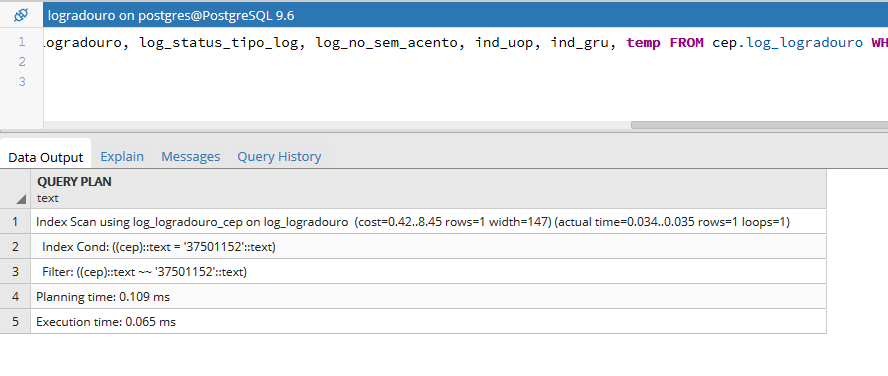 logradouro on postgres@PostgreSQL 9.6
1 logradouro, log_status_tipo_log, log_no_sem_acento, ind_uop, ind_gru, temp FROM cep.log_logradouro WH
2
3
Data Output Explain Messages Query History
QUERY PLAN
text
1 Index Scan using log_logradouro_cep on log_logradouro (cost=0.42..8.45 rows=1 width=147) (actual time=0.034..0.035 rows=1 loops=1)
2 Index Cond: ((cep)::text = '37501152'::text)
3 Filter: ((cep)::text ~~ '37501152'::text)
4 Planning time: 0.109 ms
5 Execution time: 0.065 ms